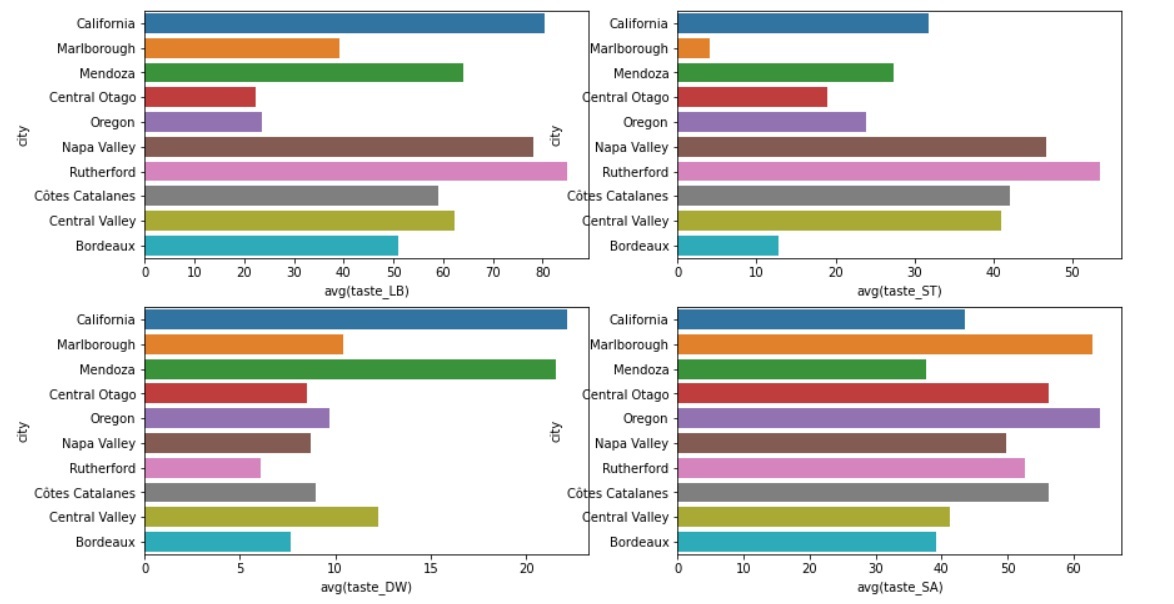 California
Marlborough
Mendoza
Central Otago
Oregon
Napa Valley
Rutherford
Côtes Catalanes
Central Valley
Bordeaux
city
0 10 20 30 40 50 60 70 80
avg(taste_LB)
California
Marlborough
Mendoza
Central Otago
Oregon
Napa Valley
Rutherford
Côtes Catalanes
Central Valley
Bordeaux
city
0 10 20 30 40 50
avg(taste_ST)
California
Marlborough
Mendoza
Central Otago
Oregon
Napa Valley
Rutherford
Côtes Catalanes
Central Valley
Bordeaux
city
0 5 10 15 20
avg(taste_DW)
California
Marlborough
Mendoza
Central Otago
Oregon
Napa Valley
Rutherford
Côtes Catalanes
Central Valley
Bordeaux
city
0 10 20 30 40 50 60
avg(taste_SA)